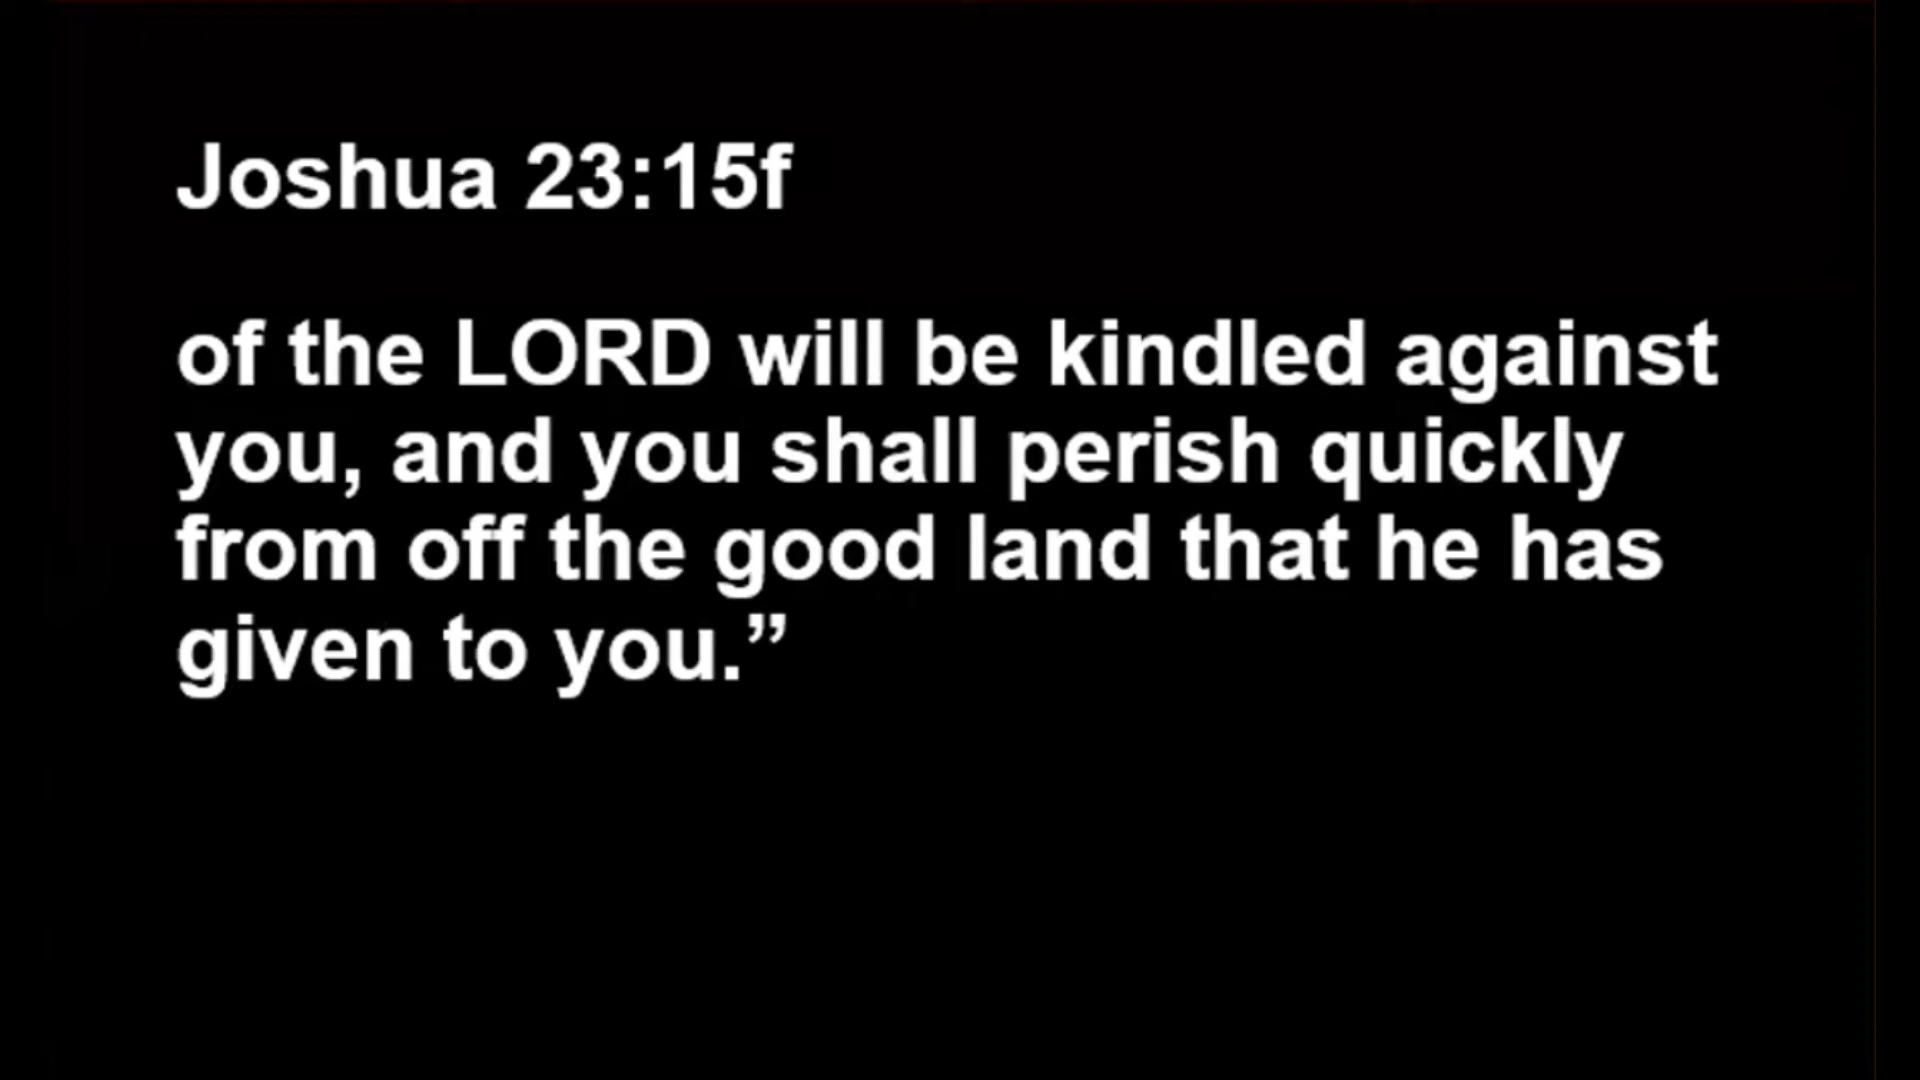 Joshua 23:15f
of the LORD will be kindled against
you, and you shall perish quickly
from off the good land that he has
given to you.”